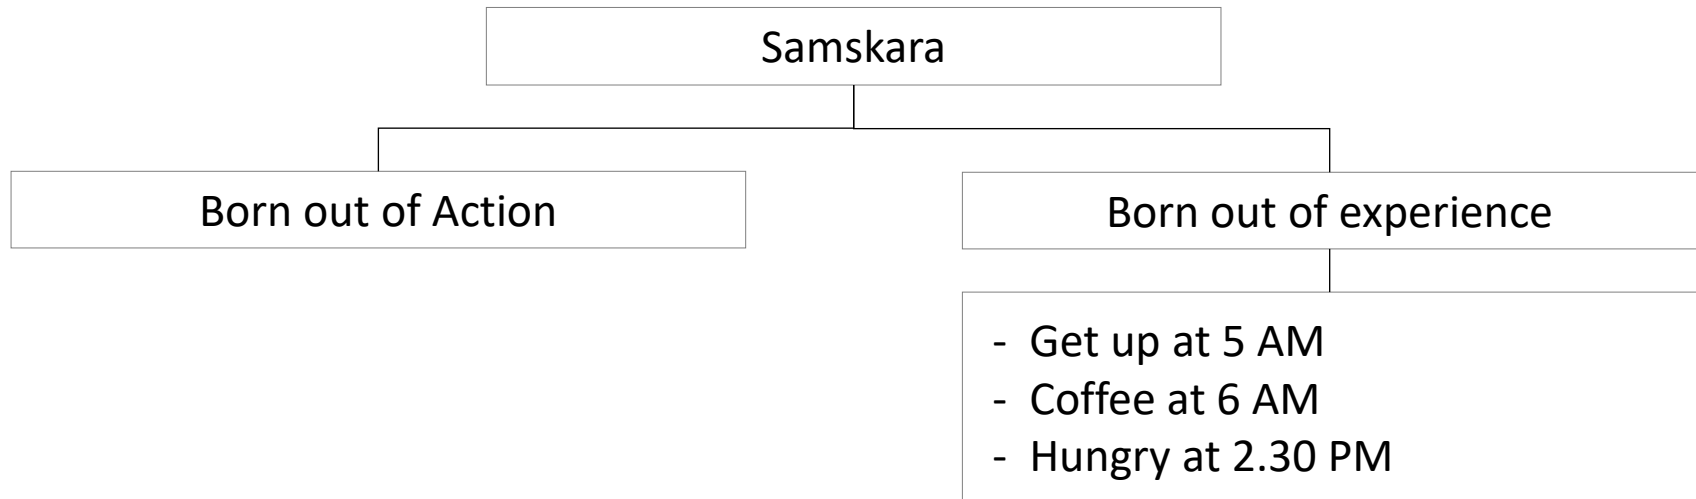 Samskara
Born out of Action
Born out of experience
- Get up at 5 AM
- Coffee at 6 AM
- Hungry at 2.30 PM